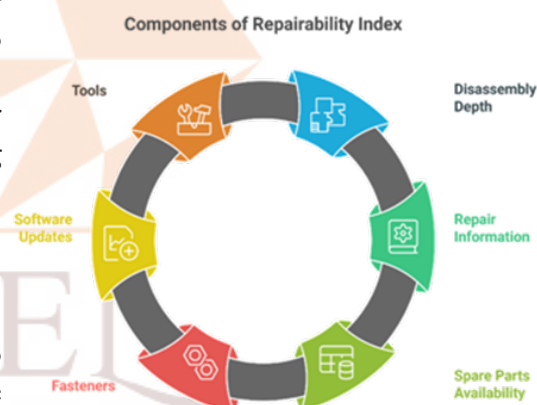 Components of Repairability Index
Tools
Disassembly
Depth
Software
Updates
Repair
Information
Fasteners
Spare Parts
Availability